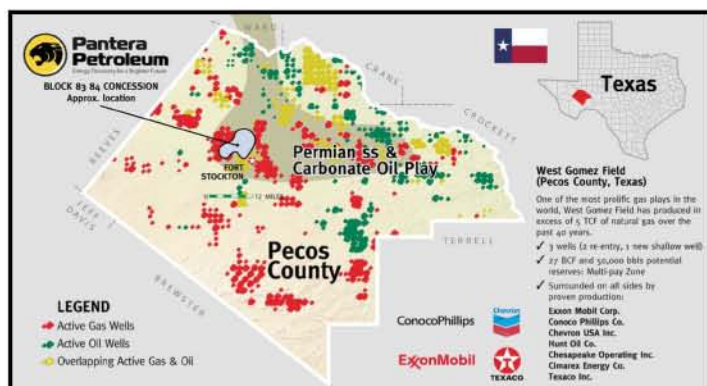 Pantera
Petroleum
BLOCK 83 84 CONCESSION
Approx. location
WARD
CRANE
CROCKETT
REEVES
FORT
STOCKTON
12 MILES
Permian ss &
Carbonate Oil Play
JEFF
DAVIS
Pecos
County
TERRELL
BREWSTER
LEGEND
Active Gas Wells
Active Oil Wells
Overlapping Active Gas & Oil
Texas
West Gomez Field
(Pecos County, Texas)
One of the most prolific gas plays in the
world, West Gomez Field has produced in
excess of 5 TCF of natural gas over the
past 40 years.
✓ 3 wells (2 re-entry, 1 new shallow well)
✓ 27 BCF and 50,000 bbls potential
reserves: Multi-pay Zone
✓ Surrounded on all sides by
proven production:
ConocoPhillips
Chevron
ExxonMobil
TEXACO
Exxon Mobil Corp.
Conoco Phillips Co.
Chevron USA Inc.
Hunt Oil Co.
Chesapeake Operating Inc.
Cimarex Energy Co.
Texaco Inc.